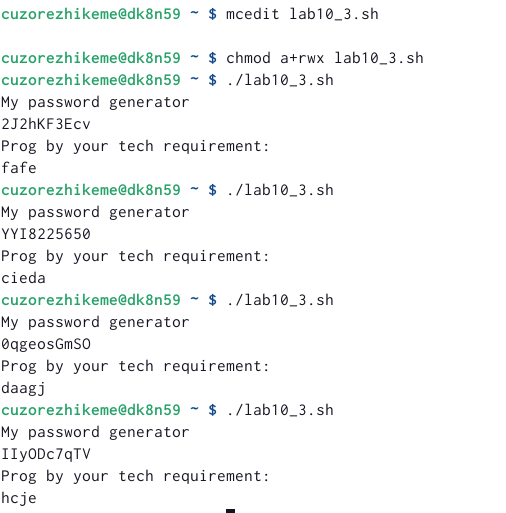 cuzorezhikeme@dk8n59 ~ $ mcedit lab10_3.sh
cuzorezhikeme@dk8n59 ~ $ chmod a+rwx lab10_3.sh
cuzorezhikeme@dk8n59 ~ $ ./lab10_3.sh
My password generator
2J2hKF3Ecv
Prog by your tech requirement:
fafe
cuzorezhikeme@dk8n59 ~ $ ./lab10_3.sh
My password generator
YYI8225650
Prog by your tech requirement:
cieda
cuzorezhikeme@dk8n59 ~ $ ./lab10_3.sh
My password generator
0qgeosGmSO
Prog by your tech requirement:
daagj
cuzorezhikeme@dk8n59 ~ $ ./lab10_3.sh
My password generator
IIyODc7qTV
Prog by your tech requirement:
hcje